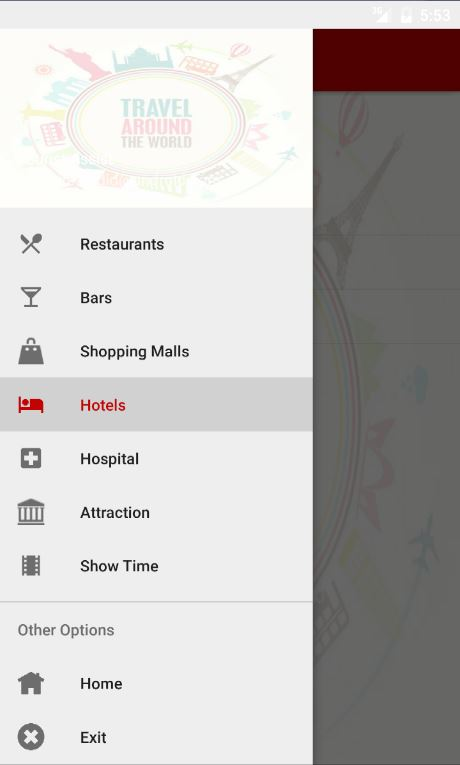 3G
5:53
TRAVEL
AROUND
THE WORLD
Restaurants
Bars
Shopping Malls
Hotels
Hospital
Attraction
Show Time
Other Options
Home
Exit